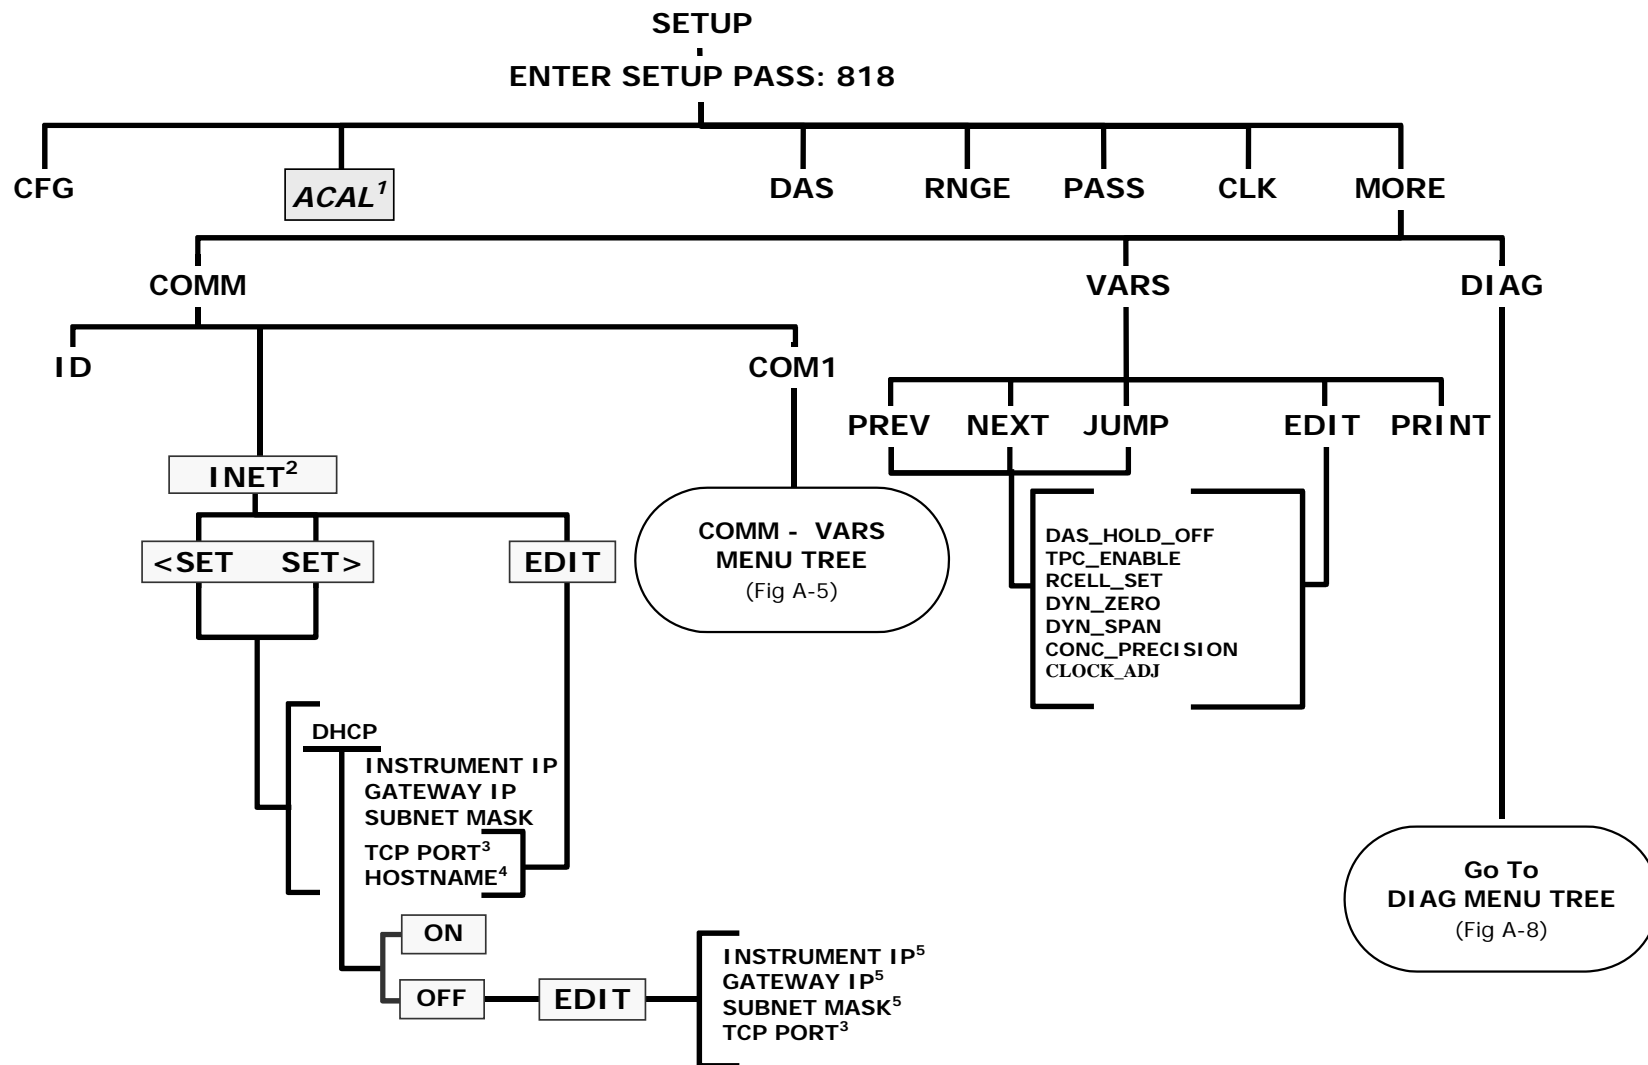 SETUP
ENTER SETUP PASS: 818
CFG
ACAL¹
DAS
RNGE
PASS
CLK
MORE
COMM
VARS
DIAG
ID
COM1
PREV
NEXT
JUMP
EDIT
PRINT
INET²
<SET SET>
EDIT
COMM - VARS
MENU TREE
(Fig A-5)
DAS_HOLD_OFF
TPC_ENABLE
RCELL_SET
DYN_ZERO
DYN_SPAN
CONC_PRECISION
CLOCK_ADJ
DHCP
INSTRUMENT IP
GATEWAY IP
SUBNET MASK
TCP PORT³
HOSTNAME⁴
Go To
DIAG MENU TREE
(Fig A-8)
ON
OFF
EDIT
INSTRUMENT IP⁵
GATEWAY IP⁵
SUBNET MASK⁵
TCP PORT³